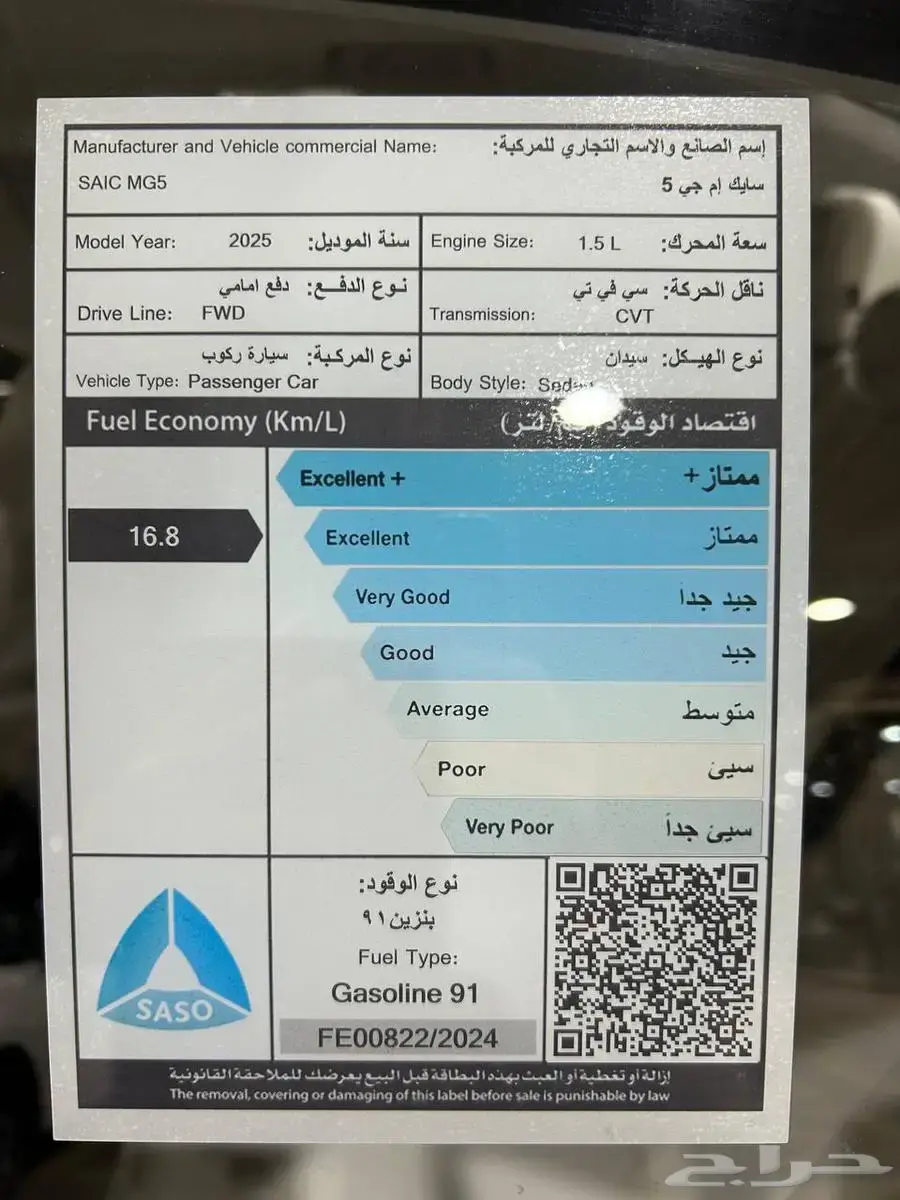 Manufacturer and Vehicle commercial Name: إسم الصانع والاسم التجاري للمركبة:
SAIC MG5 سايك إم جي 5
Model Year: 2025 سنة الموديل:
Engine Size: 1.5 L سعة المحرك:
نوع الدفـــع: دفع امامي
Drive Line: FWD
ناقل الحركة: سي في تي
Transmission: CVT
نوع المركـبة: سيارة ركوب
Vehicle Type: Passenger Car
نوع الهيـكل: سيدان
Body Style:
Fuel Economy (Km/L) اقتصاد الوقود
16.8
Excellent + ممتاز+
Excellent ممتاز
Very Good جيد جداً
Good جيد
Average متوسط
Poor سيئ
Very Poor سيئ جداً
SASO
نوع الوقود:
بنزين ٩١
Fuel Type:
Gasoline 91
FE00822/2024
إزالة أو تغطية أو العبث بهذه البطاقة قبل البيع يعرضك للملاحقة القانونية
The removal, covering or damaging of this label before sale is punishable by law
حراج